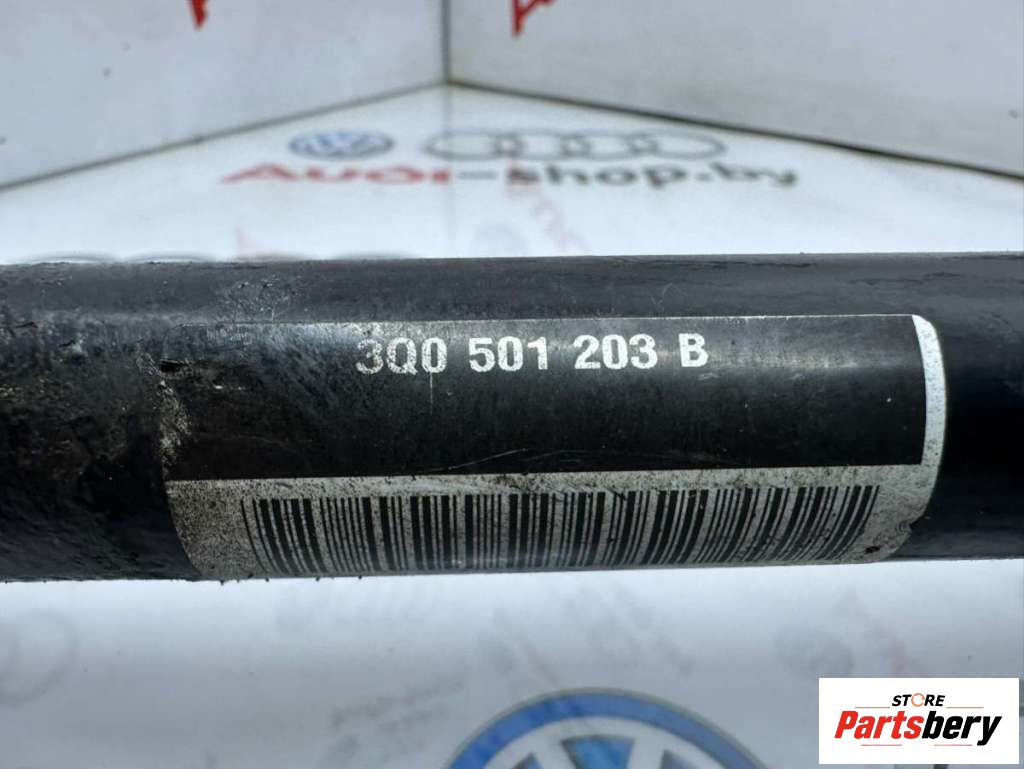 Audi-shop.by
3Q0 501 203 B
STORE
Partsbery